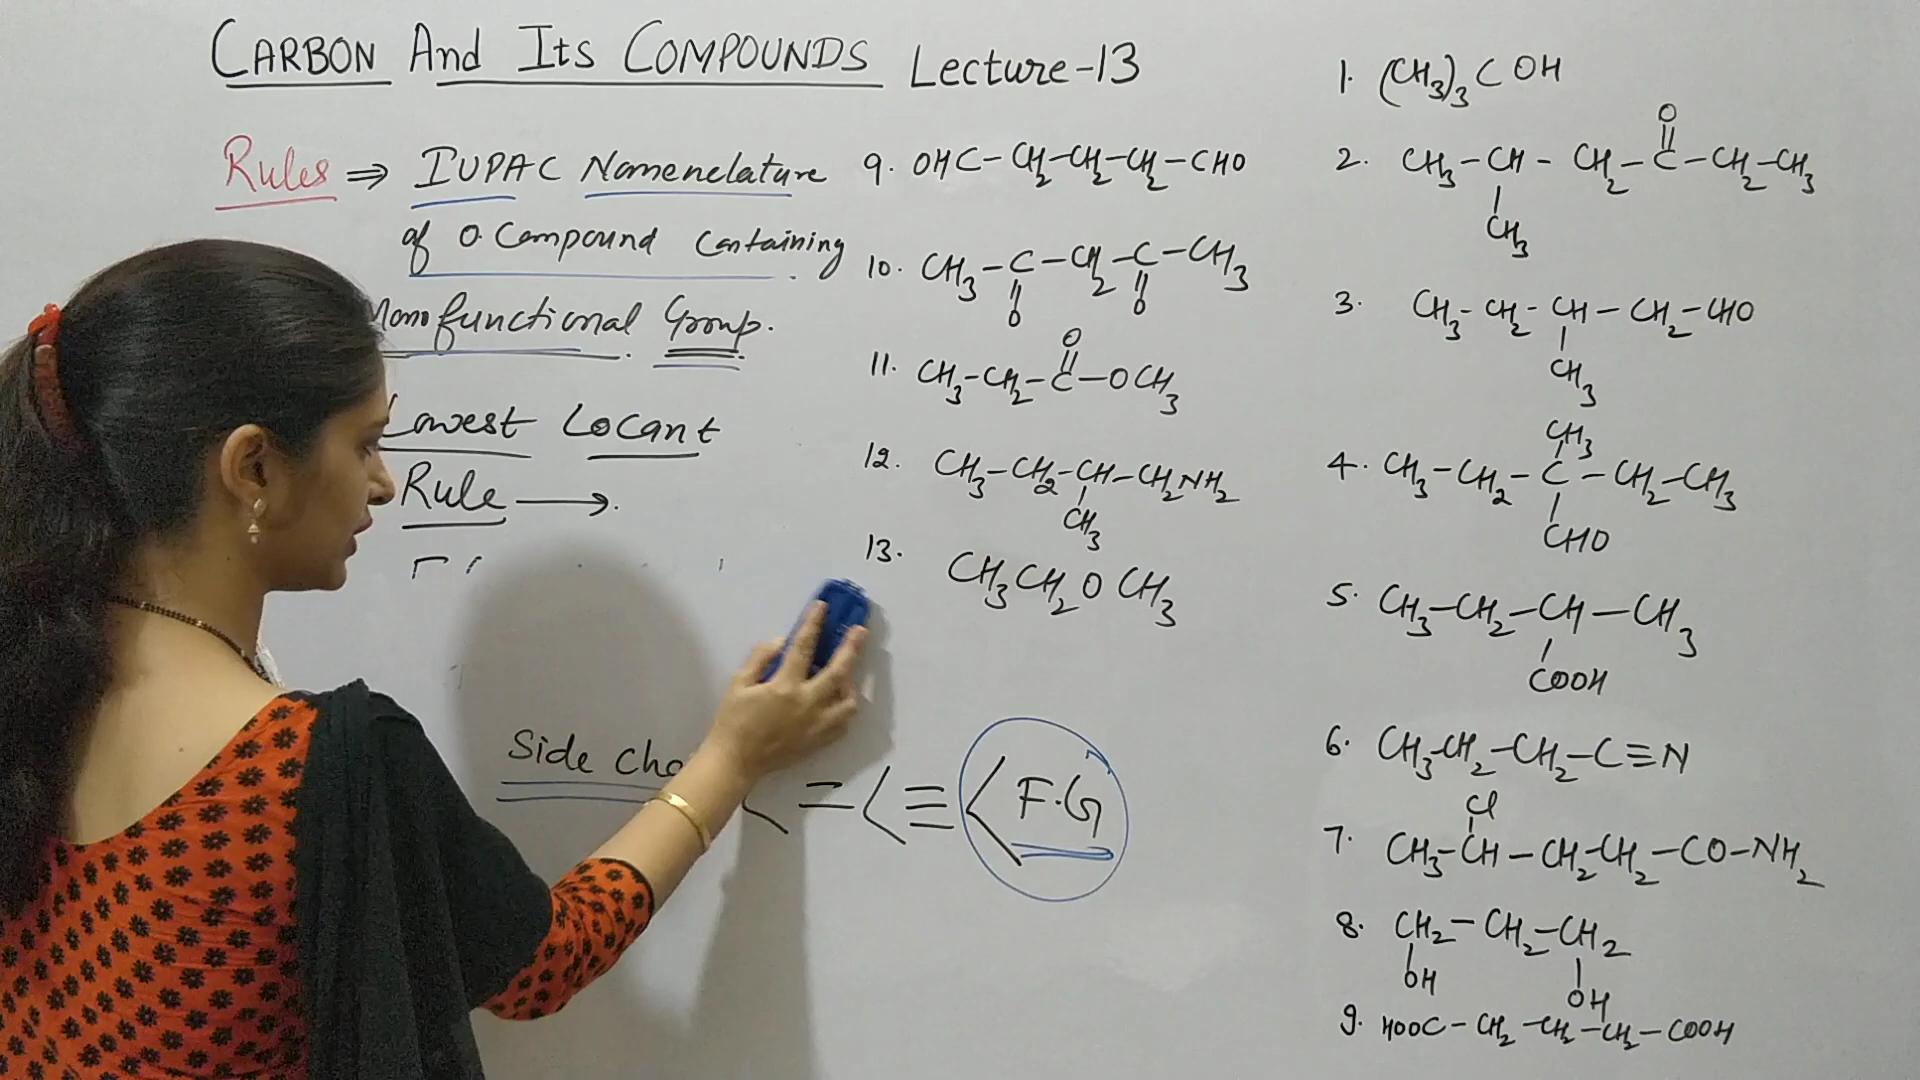 CARBON And Its COMPOUNDS Lecture-13
Rules ⇒ IUPAC Nomenclature
of a Compound Containing
Monofunctional Group.
Lowest Locant
Rule →.
Side Cha
< = < ≡ < F.G
9. OHC-CH2-CH2-CH2-CHO
10. CH3-C-CH2-C-CH3
O O
O
11. CH3-CH2-C-OCH3
12. CH3-CH2-CH-CH2NH2
CH3
13. CH3CH2OCH3
1. (CH3)3COH
O
2. CH3-CH-CH2-C-CH2-CH3
CH3
3. CH3-CH2-CH-CH2-CHO
CH3
CH3
4. CH3-CH2-C-CH2-CH3
CHO
5. CH3-CH2-CH-CH3
COOH
6. CH3-CH2-CH2-C≡N
Cl
7. CH3-CH-CH2-CH2-CO-NH2
8. CH2-CH2-CH2
OH OH
9. HOOC-CH2-CH2-CH2-COOH